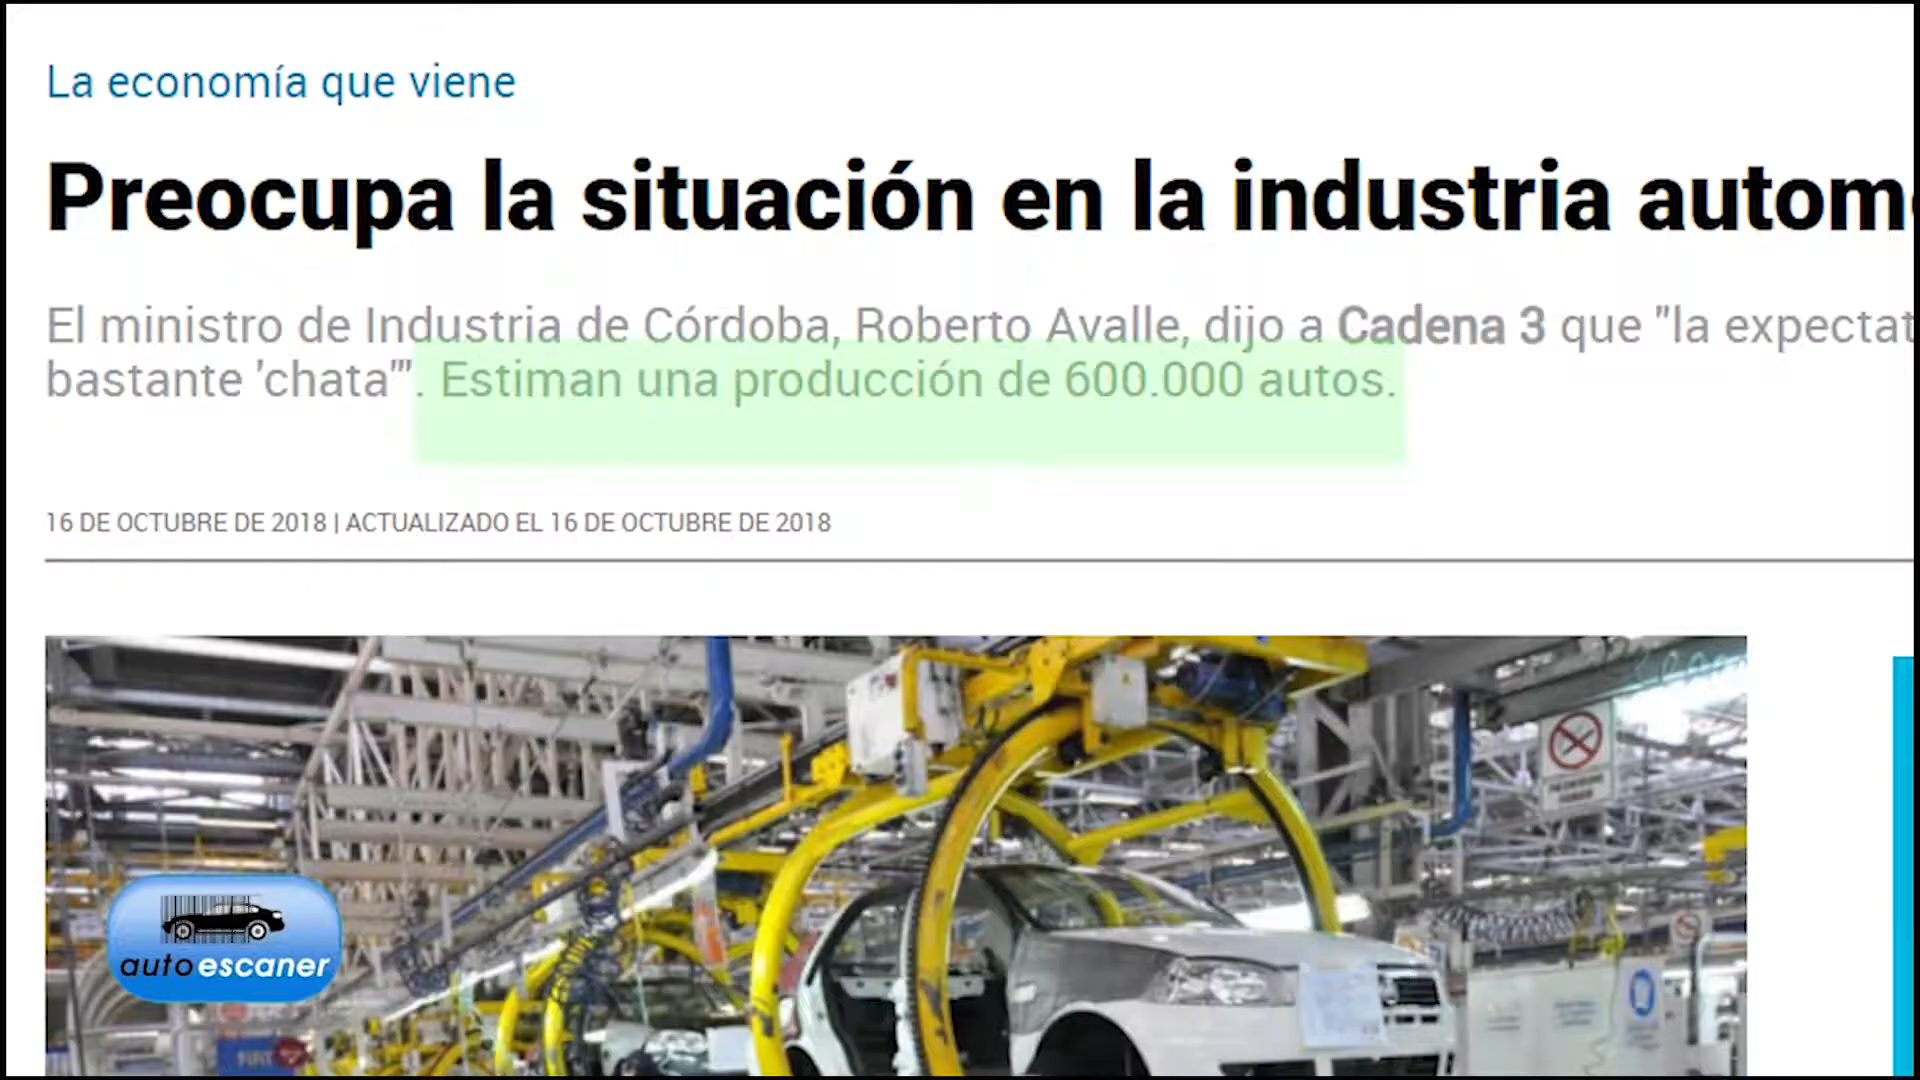 La economía que viene
Preocupa la situación en la industria autom
El ministro de Industria de Córdoba, Roberto Avalle, dijo a Cadena 3 que "la expectat
bastante 'chata'". Estiman una producción de 600.000 autos.
16 DE OCTUBRE DE 2018 | ACTUALIZADO EL 16 DE OCTUBRE DE 2018
autoescaner
FIAT